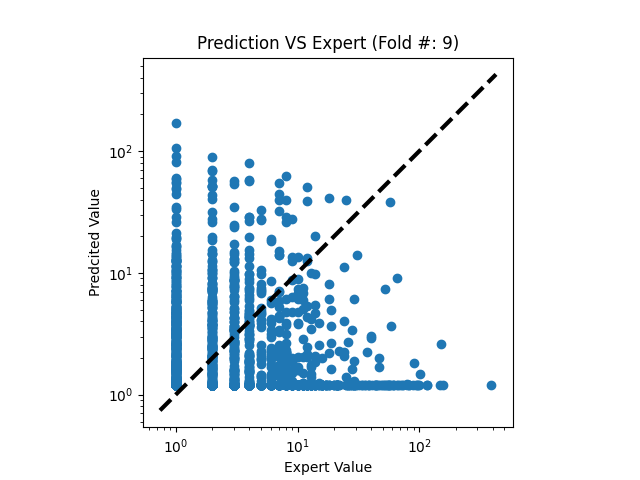 Prediction VS Expert (Fold #: 9)
Predcited Value
10²
10¹
10⁰
10⁰ 10¹ 10²
Expert Value